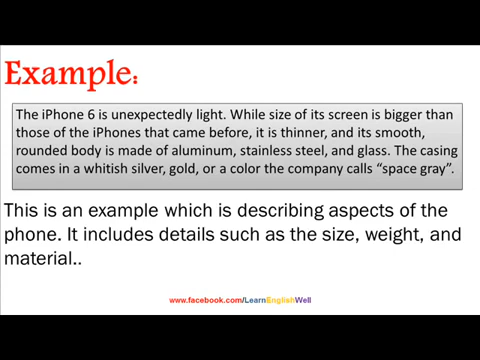 Example:
The iPhone 6 is unexpectedly light. While size of its screen is bigger than
those of the iPhones that came before, it is thinner, and its smooth,
rounded body is made of aluminum, stainless steel, and glass. The casing
comes in a whitish silver, gold, or a color the company calls “space gray”.
This is an example which is describing aspects of the
phone. It includes details such as the size, weight, and
material..
www.facebook.com/LearnEnglishWell